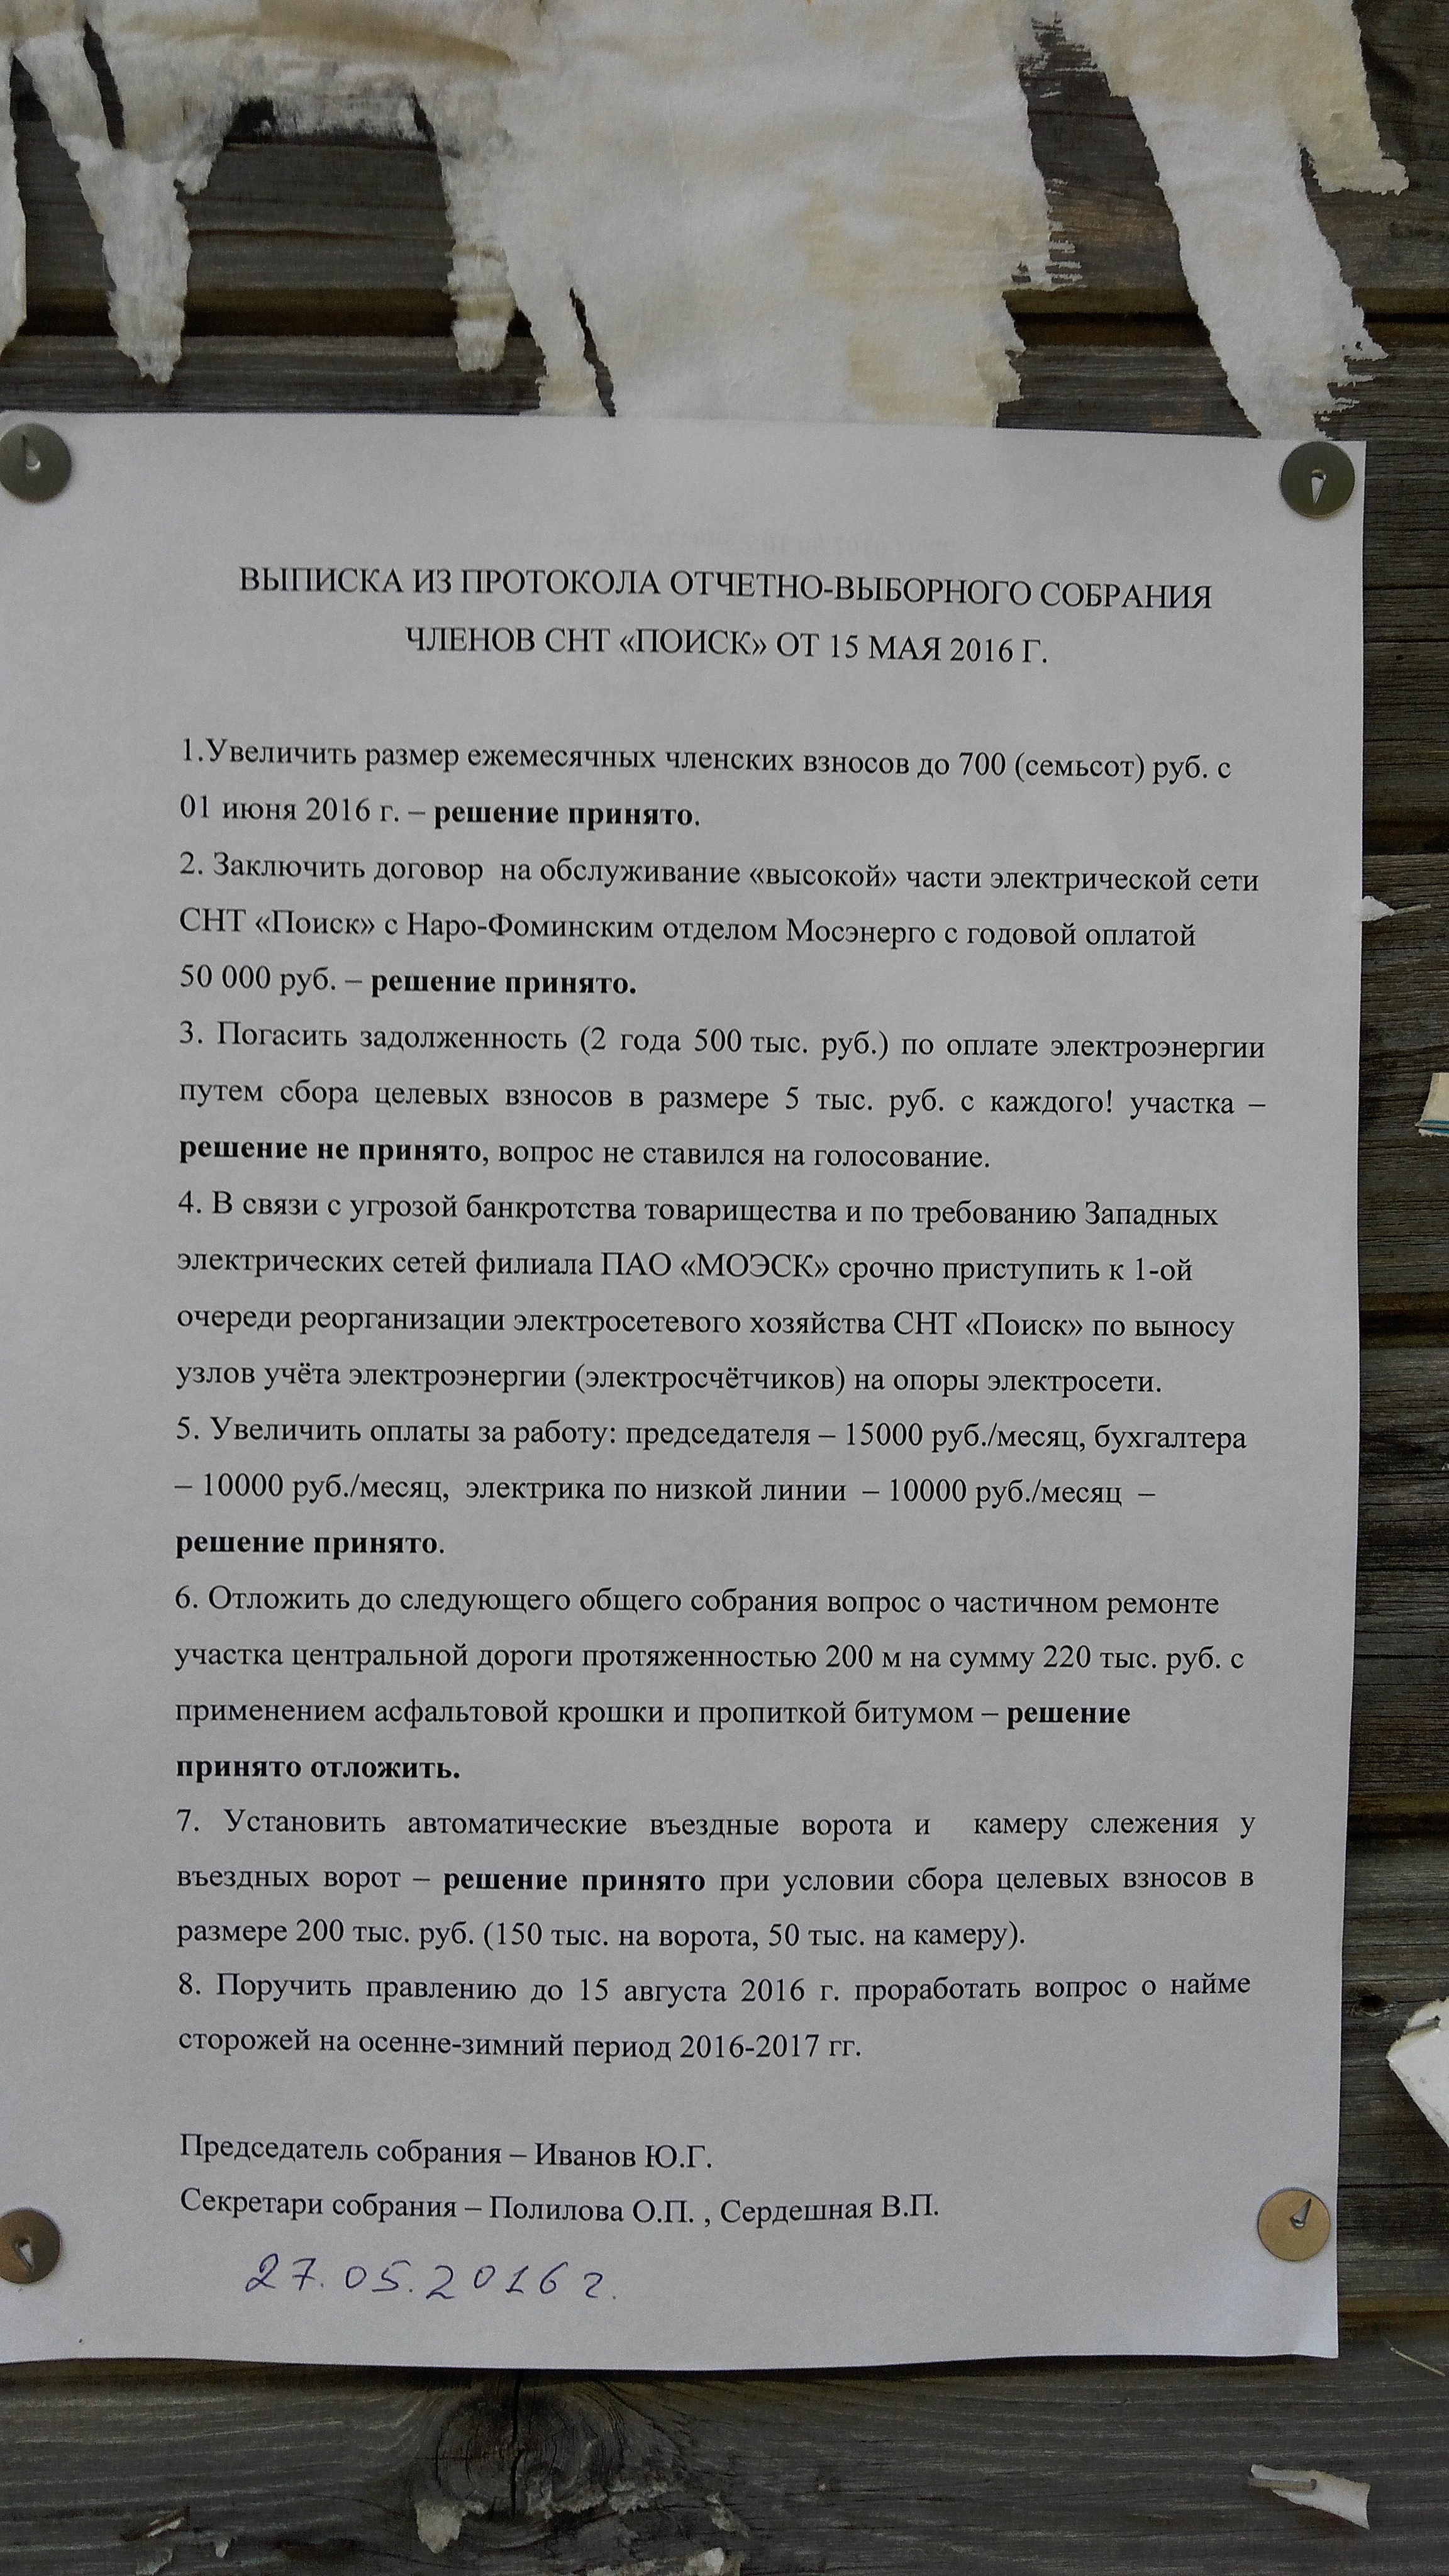 ВЫПИСКА ИЗ ПРОТОКОЛА ОТЧЕТНО-ВЫБОРНОГО СОБРАНИЯ
ЧЛЕНОВ СНТ «ПОИСК» ОТ 15 МАЯ 2016 Г.
1.Увеличить размер ежемесячных членских взносов до 700 (семьсот) руб. с
01 июня 2016 г. – решение принято.
2. Заключить договор на обслуживание «высокой» части электрической сети
СНТ «Поиск» с Наро-Фоминским отделом Мосэнерго с годовой оплатой
50 000 руб. – решение принято.
3. Погасить задолженность (2 года 500 тыс. руб.) по оплате электроэнергии
путем сбора целевых взносов в размере 5 тыс. руб. с каждого! участка –
решение не принято, вопрос не ставился на голосование.
4. В связи с угрозой банкротства товарищества и по требованию Западных
электрических сетей филиала ПАО «МОЭСК» срочно приступить к 1-ой
очереди реорганизации электросетевого хозяйства СНТ «Поиск» по выносу
узлов учёта электроэнергии (электросчётчиков) на опоры электросети.
5. Увеличить оплаты за работу: председателя – 15000 руб./месяц, бухгалтера
– 10000 руб./месяц, электрика по низкой линии – 10000 руб./месяц –
решение принято.
6. Отложить до следующего общего собрания вопрос о частичном ремонте
участка центральной дороги протяженностью 200 м на сумму 220 тыс. руб. с
применением асфальтовой крошки и пропиткой битумом – решение
принято отложить.
7. Установить автоматические въездные ворота и камеру слежения у
въездных ворот – решение принято при условии сбора целевых взносов в
размере 200 тыс. руб. (150 тыс. на ворота, 50 тыс. на камеру).
8. Поручить правлению до 15 августа 2016 г. проработать вопрос о найме
сторожей на осенне-зимний период 2016-2017 гг.
Председатель собрания – Иванов Ю.Г.
Секретари собрания – Полилова О.П. , Сердешная В.П.
27.05.2016 г.